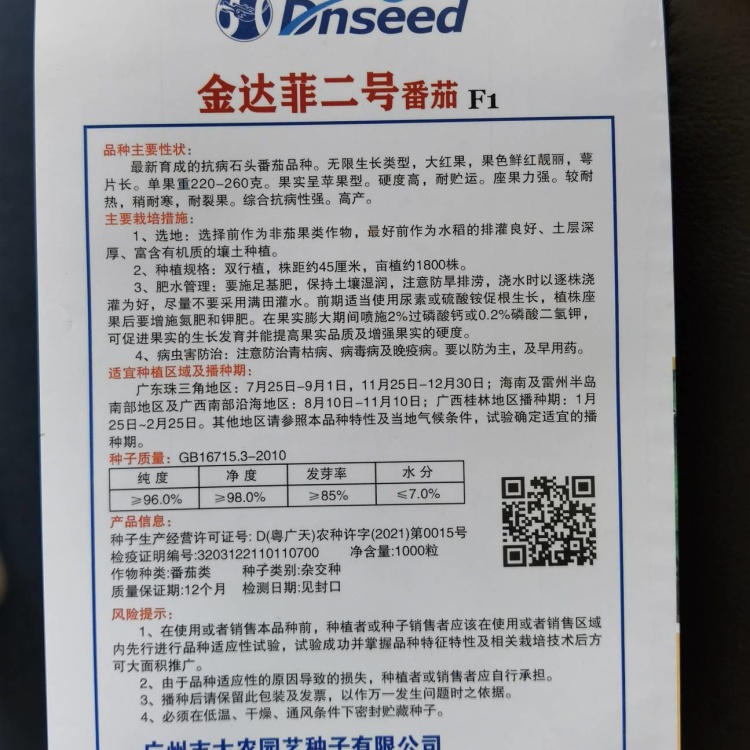 Dnseed
金达菲二号番茄 F1
品种主要性状：
最新育成的抗病石头番茄品种。无限生长类型，大红果，果色鲜红靓丽，萼
片长。单果重220-260克。果实呈苹果型。硬度高，耐贮运。座果力强。较耐
热，稍耐寒，耐裂果。综合抗病性强。高产。
主要栽培措施：
1、选地：选择前作为非茄果类作物，最好前作为水稻的排灌良好、土层深
厚、富含有机质的壤土种植。
2、种植规格：双行植，株距约45厘米，亩植约1800株。
3、肥水管理：要施足基肥，保持土壤湿润，注意防旱排涝，浇水时以逐株浇
灌为好，尽量不要采用满田灌水。前期适当使用尿素或硫酸铵促根生长，植株座
果后要增施氮肥和钾肥。在果实膨大期间喷施2%过磷酸钙或0.2%磷酸二氢钾，
可促进果实的生长发育并能提高果实品质及增强果实的硬度。
4、病虫害防治：注意防治青枯病、病毒病及晚疫病。要以防为主，及早用药。
适宜种植区域及播种期：
广东珠三角地区：7月25日-9月1日，11月25日-12月30日；海南及雷州半岛
南部地区及广西南部沿海地区：8月10日-11月10日；广西桂林地区播种期：1月
25日~2月25日。其他地区请参照本品种特性及当地气候条件，试验确定适宜的播
种期。
种子质量：GB16715.3-2010
纯度 净度 发芽率 水分
≥96.0% ≥98.0% ≥85% ≤7.0%
产品信息：
种子生产经营许可证号: D(粤广天)农种许字(2021)第0015号
检疫证明编号:3203122110110700 净含量:1000粒
作物种类:番茄类 种子类别:杂交种
质量保证期:12个月 检测日期:见封口
风险提示：
1、在使用或者销售本品种前，种植者或种子销售者应该在使用或者销售区域
内先行进行品种适应性试验，试验成功并掌握品种特征特性及相关栽培技术后方
可大面积推广。
2、由于品种适应性的原因导致的损失，种植者或销售者应自行承担。
3、播种后请保留此包装及发票，以作万一发生问题时之依据。
4、必须在低温、干燥、通风条件下密封贮藏种子。
广州市大农园艺种子有限公司